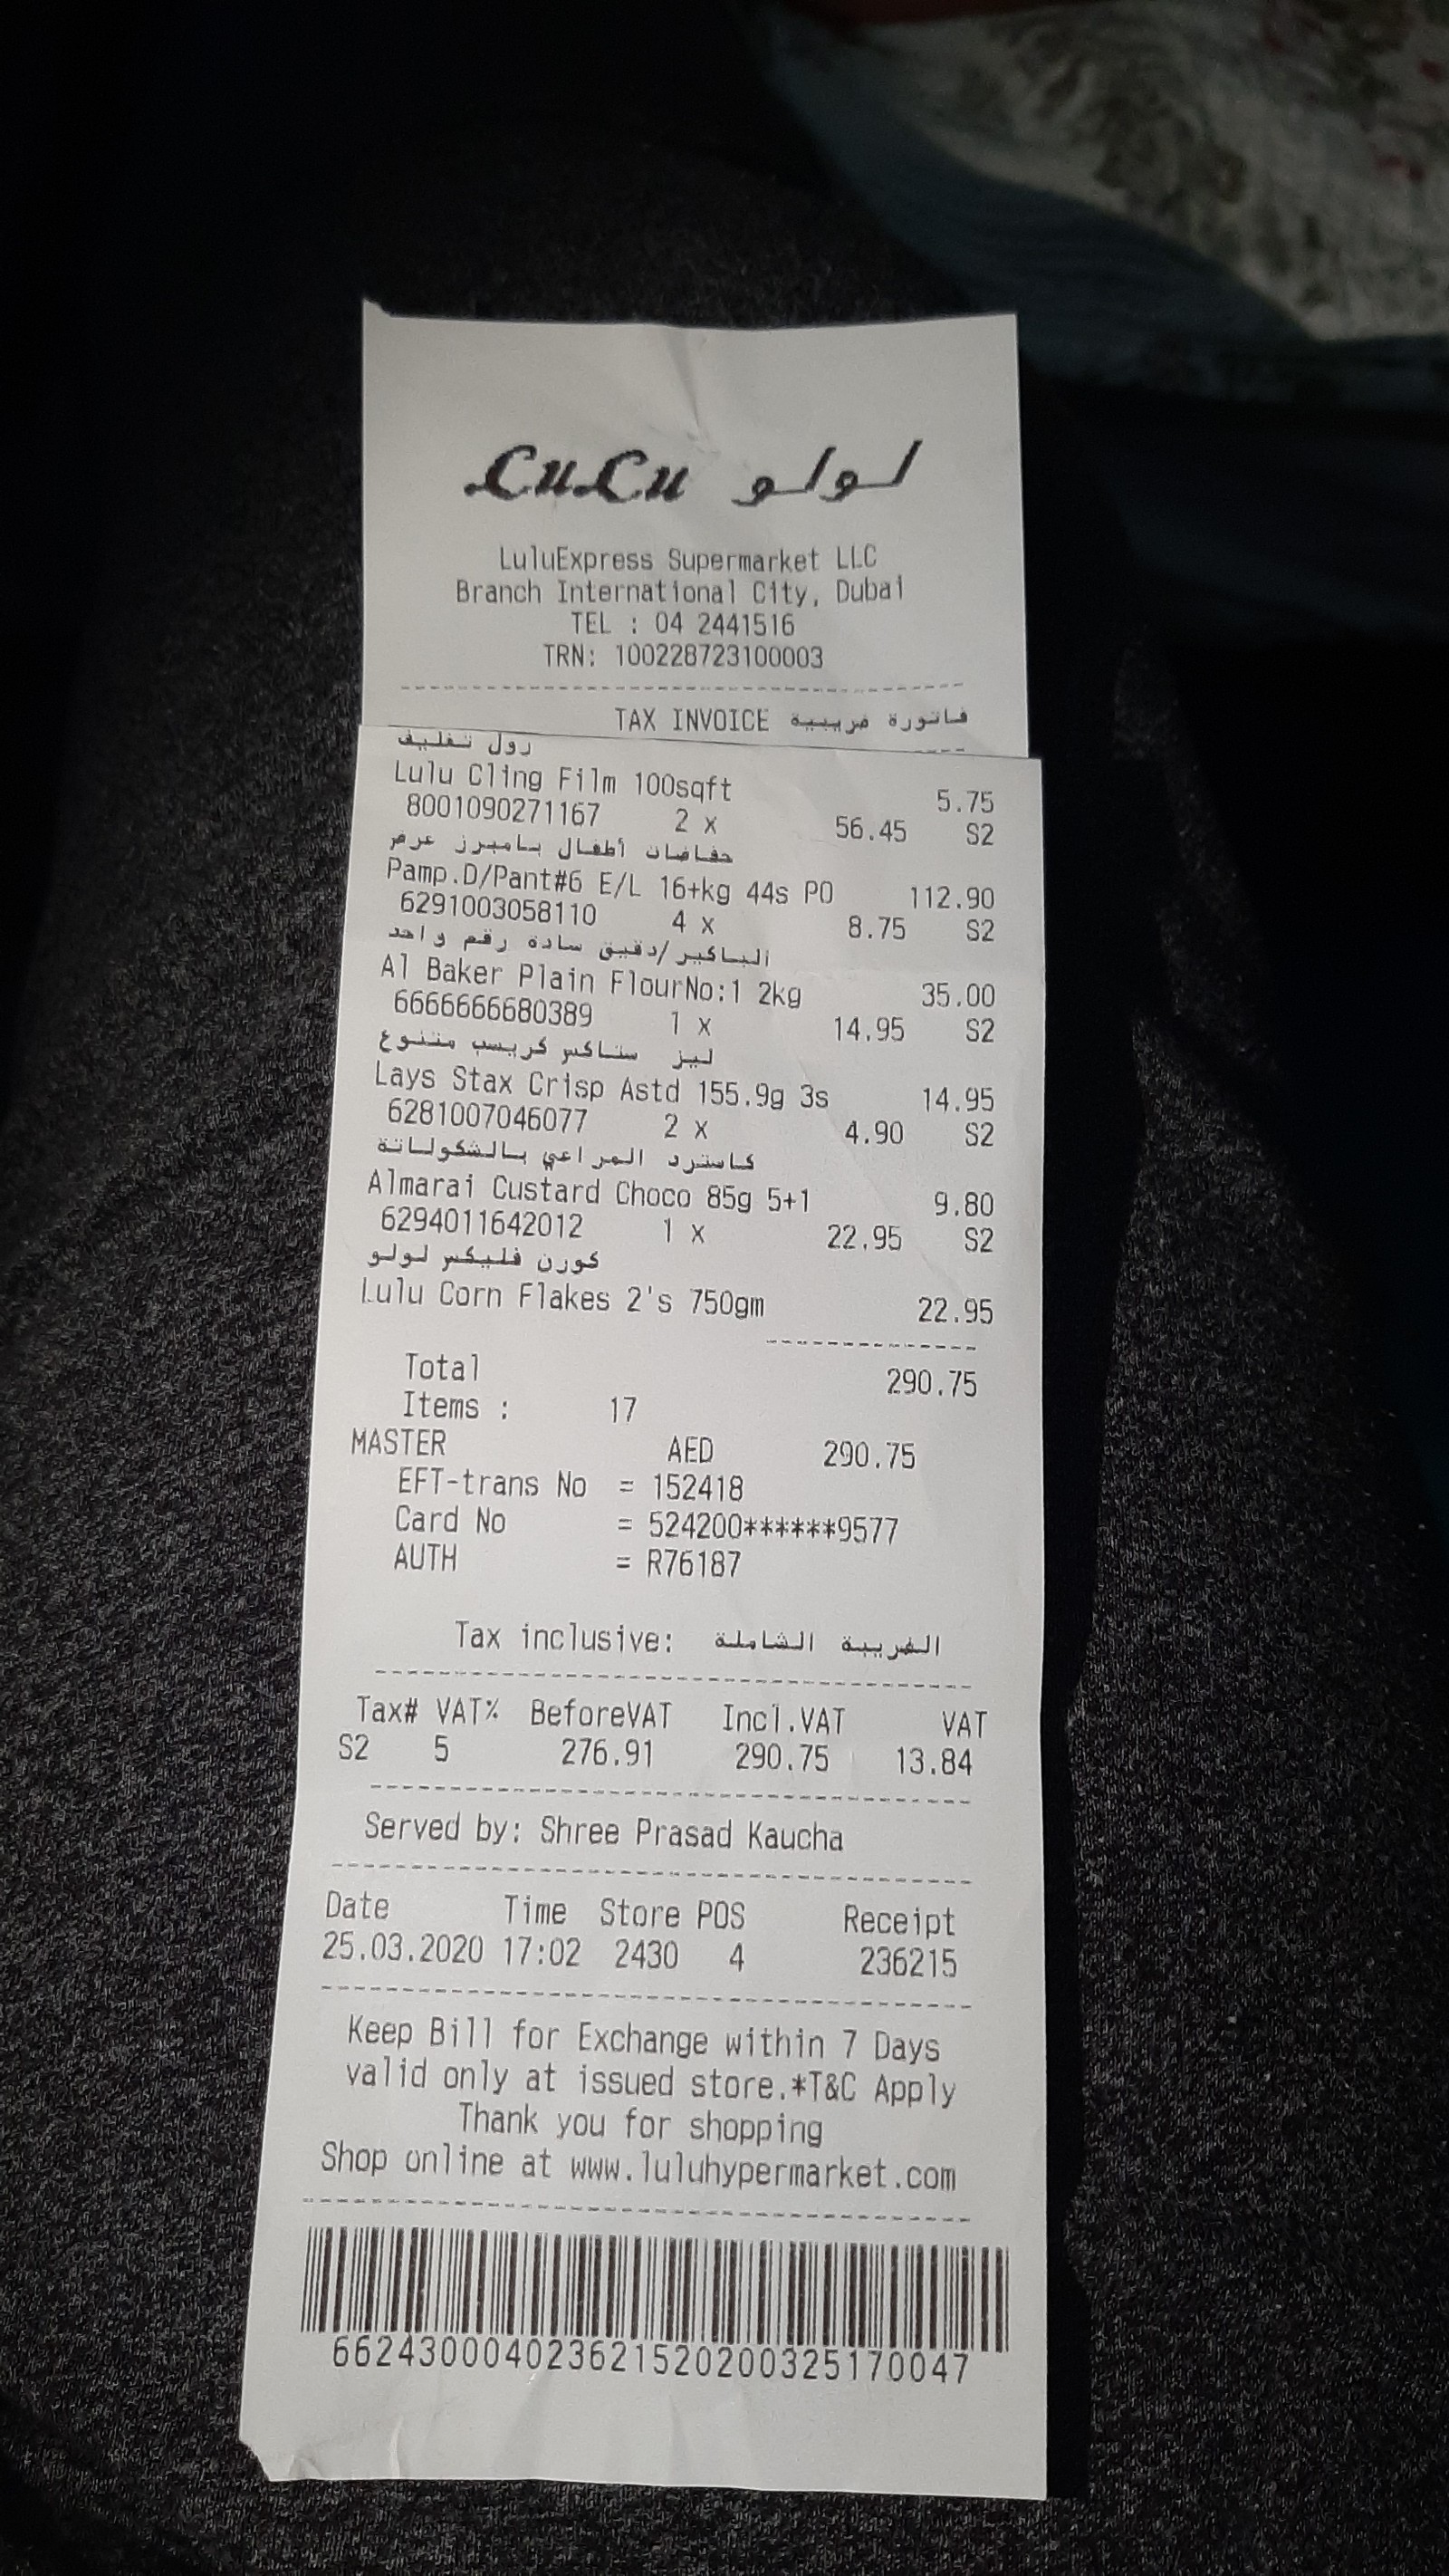 LuLu لولو
LuluExpress Supermarket LLC
Branch International City, Dubai
TEL : 04 2441516
TRN: 100228723100003
TAX INVOICE فاتورة ضريبية
رول تغليف
Lulu Cling Film 100sqft 5.75
8001090271167 2 x 56.45 S2
حفاضات أطفال بامبرز عرض
Pamp.D/Pant#6 E/L 16+kg 44s PO 112.90
6291003058110 4 x 8.75 S2
الباكير/دقيق سادة رقم واحد
Al Baker Plain FlourNo:1 2kg 35.00
6666666680389 1 x 14.95 S2
ليز ستاكس كريسب متنوع
Lays Stax Crisp Astd 155.9g 3s 14.95
6281007046077 2 x 4.90 S2
كاسترد المراعي بالشكولاتة
Almarai Custard Choco 85g 5+1 9.80
6294011642012 1 x 22.95 S2
كورن فليكس لولو
Lulu Corn Flakes 2's 750gm 22.95
Total 290.75
Items : 17
MASTER AED 290.75
EFT-trans No = 152418
Card No = 524200******9577
AUTH = R76187
Tax inclusive: الضريبة الشاملة
Tax# VAT% BeforeVAT Incl.VAT VAT
S2 5 276.91 290.75 13.84
Served by: Shree Prasad Kaucha
Date Time Store POS Receipt
25.03.2020 17:02 2430 4 236215
Keep Bill for Exchange within 7 Days
valid only at issued store.*T&C Apply
Thank you for shopping
Shop online at www.luluhypermarket.com
662430004023621520200325170047